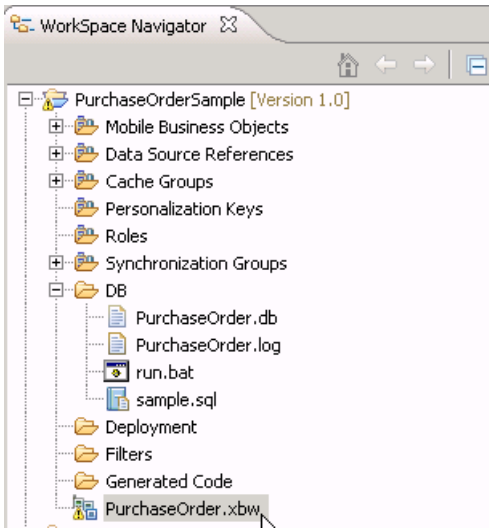 WorkSpace Navigator
PurchaseOrderSample [Version 1.0]
Mobile Business Objects
Data Source References
Cache Groups
Personalization Keys
Roles
Synchronization Groups
DB
PurchaseOrder.db
PurchaseOrder.log
run.bat
sample.sql
Deployment
Filters
Generated Code
PurchaseOrder.xbw